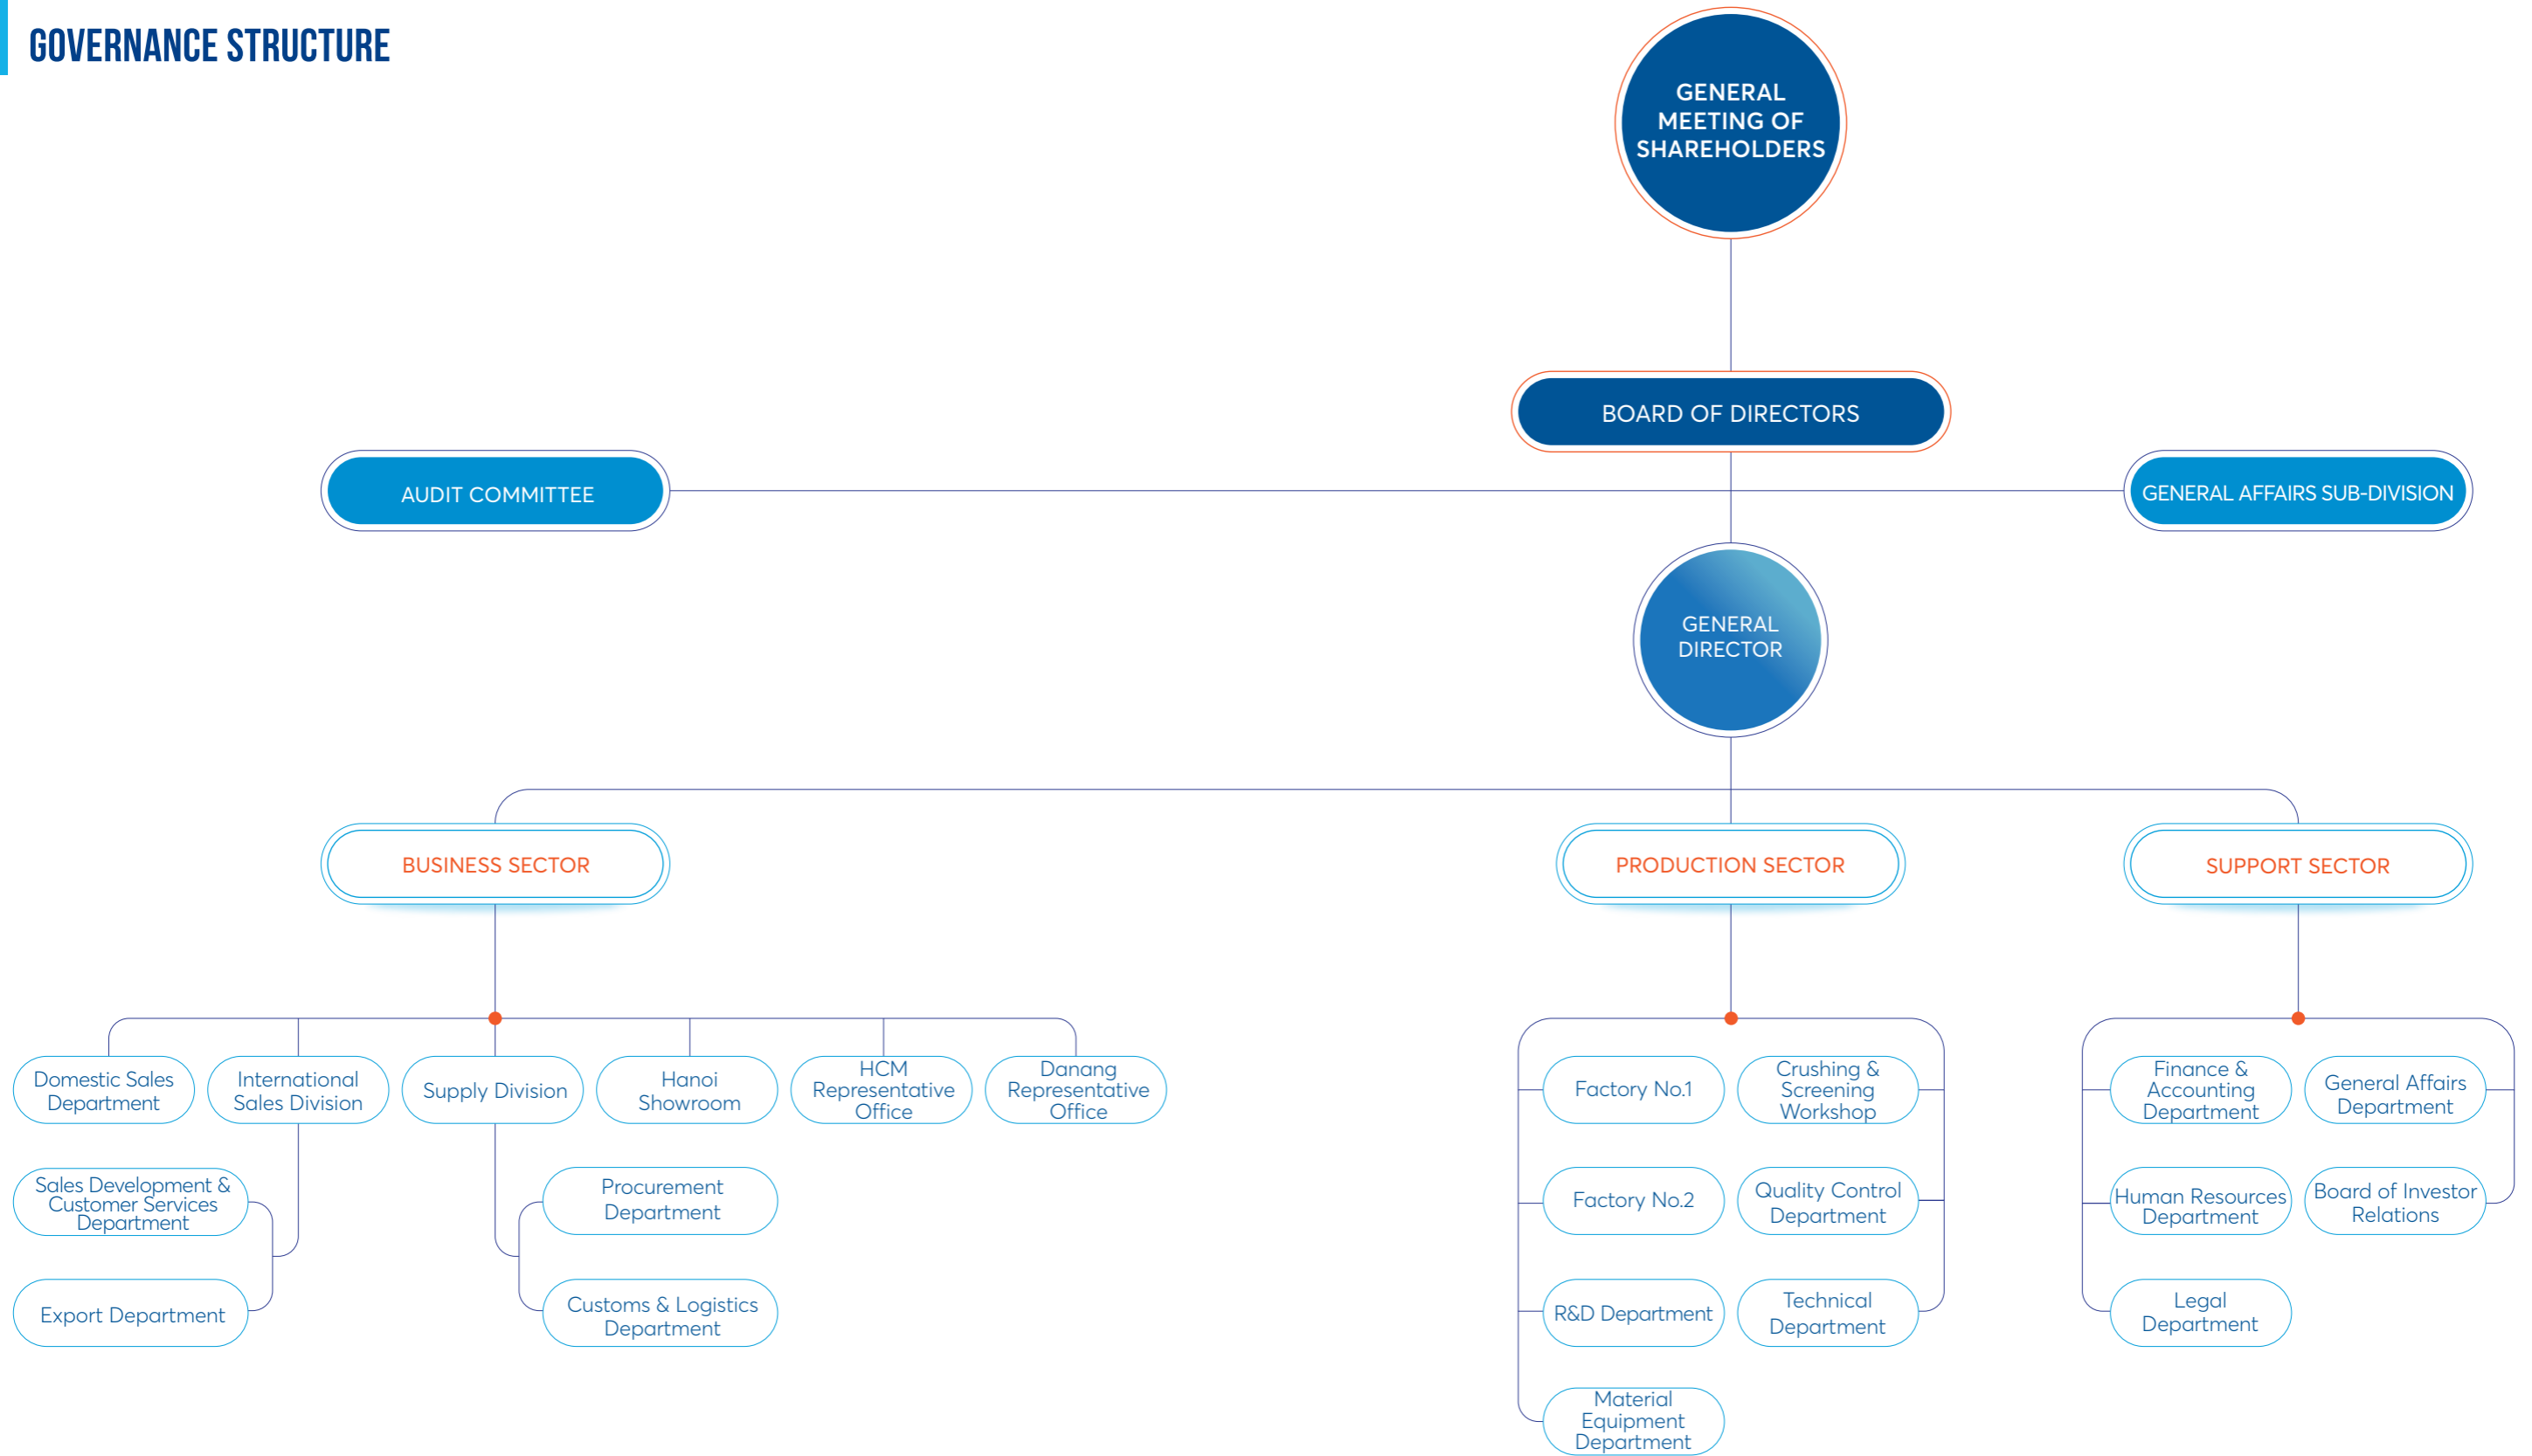 GOVERNANCE STRUCTURE
GENERAL
MEETING OF
SHAREHOLDERS
BOARD OF DIRECTORS
AUDIT COMMITTEE
GENERAL AFFAIRS SUB-DIVISION
GENERAL
DIRECTOR
BUSINESS SECTOR
PRODUCTION SECTOR
SUPPORT SECTOR
Domestic Sales
Department
International
Sales Division
Supply Division
Hanoi
Showroom
HCM
Representative
Office
Danang
Representative
Office
Sales Development &
Customer Services
Department
Export Department
Procurement
Department
Customs & Logistics
Department
Factory No.1
Crushing &
Screening
Workshop
Factory No.2
Quality Control
Department
R&D Department
Technical
Department
Material
Equipment
Department
Finance &
Accounting
Department
General Affairs
Department
Human Resources
Department
Board of Investor
Relations
Legal
Department